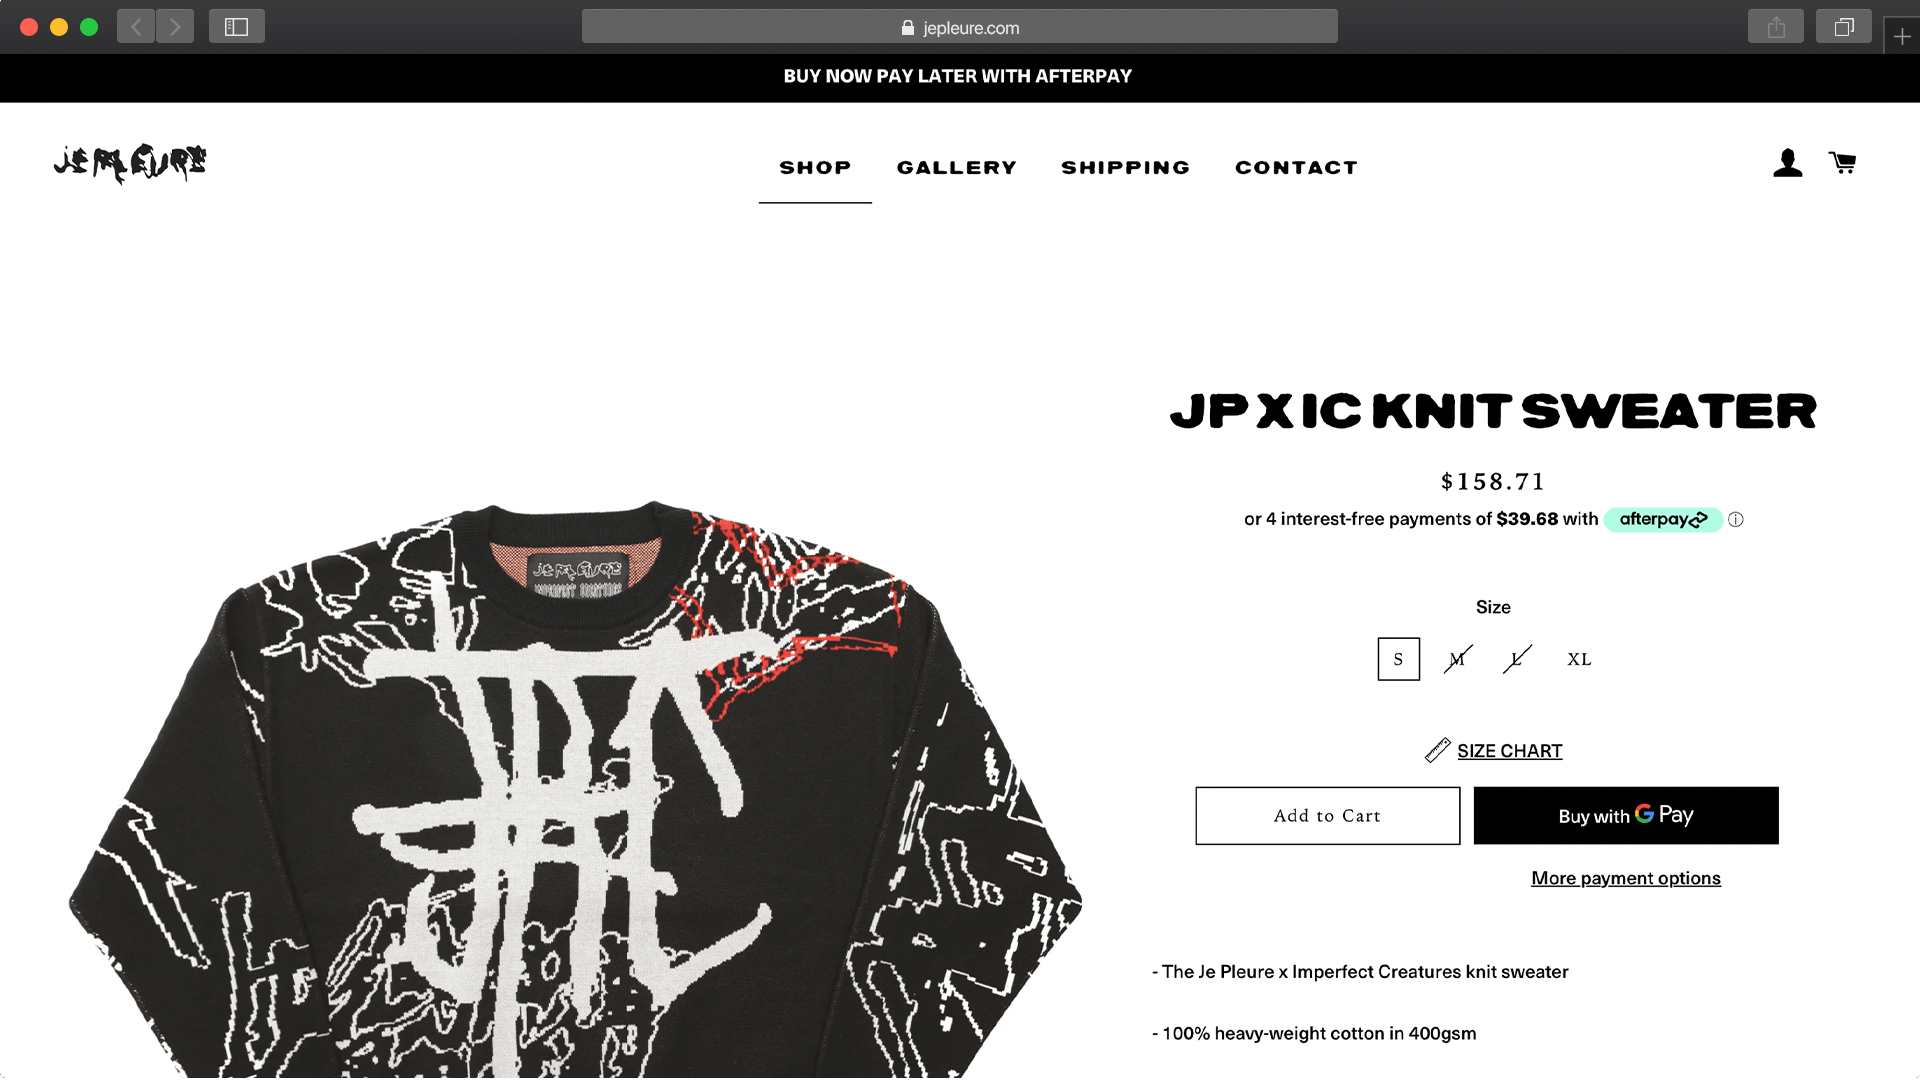 jepleure.com
BUY NOW PAY LATER WITH AFTERPAY
JE PLEURE
SHOP GALLERY SHIPPING CONTACT
JP X IC KNIT SWEATER
$158.71
or 4 interest-free payments of $39.68 with afterpay
Size
S M L XL
SIZE CHART
Add to Cart
Buy with G Pay
More payment options
- The Je Pleure x Imperfect Creatures knit sweater
- 100% heavy-weight cotton in 400gsm
JE PLEURE